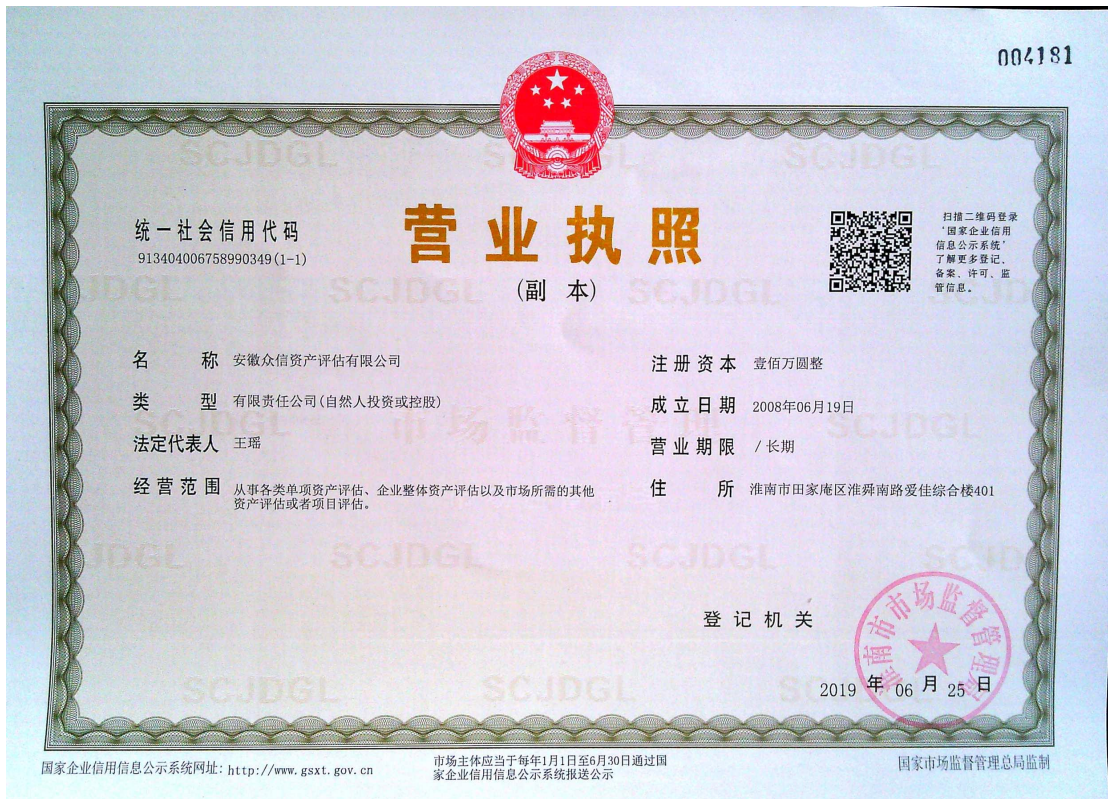 004181
统一社会信用代码
913404006758990349(1-1)
营业执照
(副 本)
扫描二维码登录
“国家企业信用
信息公示系统”
了解更多登记、
备案、许可、监
管信息。
名 称 安徽众信资产评估有限公司
类 型 有限责任公司(自然人投资或控股)
法定代表人 王瑶
经营范围 从事各类单项资产评估、企业整体资产评估以及市场所需的其他
资产评估或者项目评估。
注册资本 壹佰万圆整
成立日期 2008年06月19日
营业期限 / 长期
住 所 淮南市田家庵区淮舜南路爱佳综合楼401
SCJDGL
市场监督管理
登记机关
淮南市市场监督管理局
2019 年 06 月 25 日
国家企业信用信息公示系统网址: http://www.gsxt.gov.cn
市场主体应当于每年1月1日至6月30日通过国
家企业信用信息公示系统报送公示
国家市场监督管理总局监制